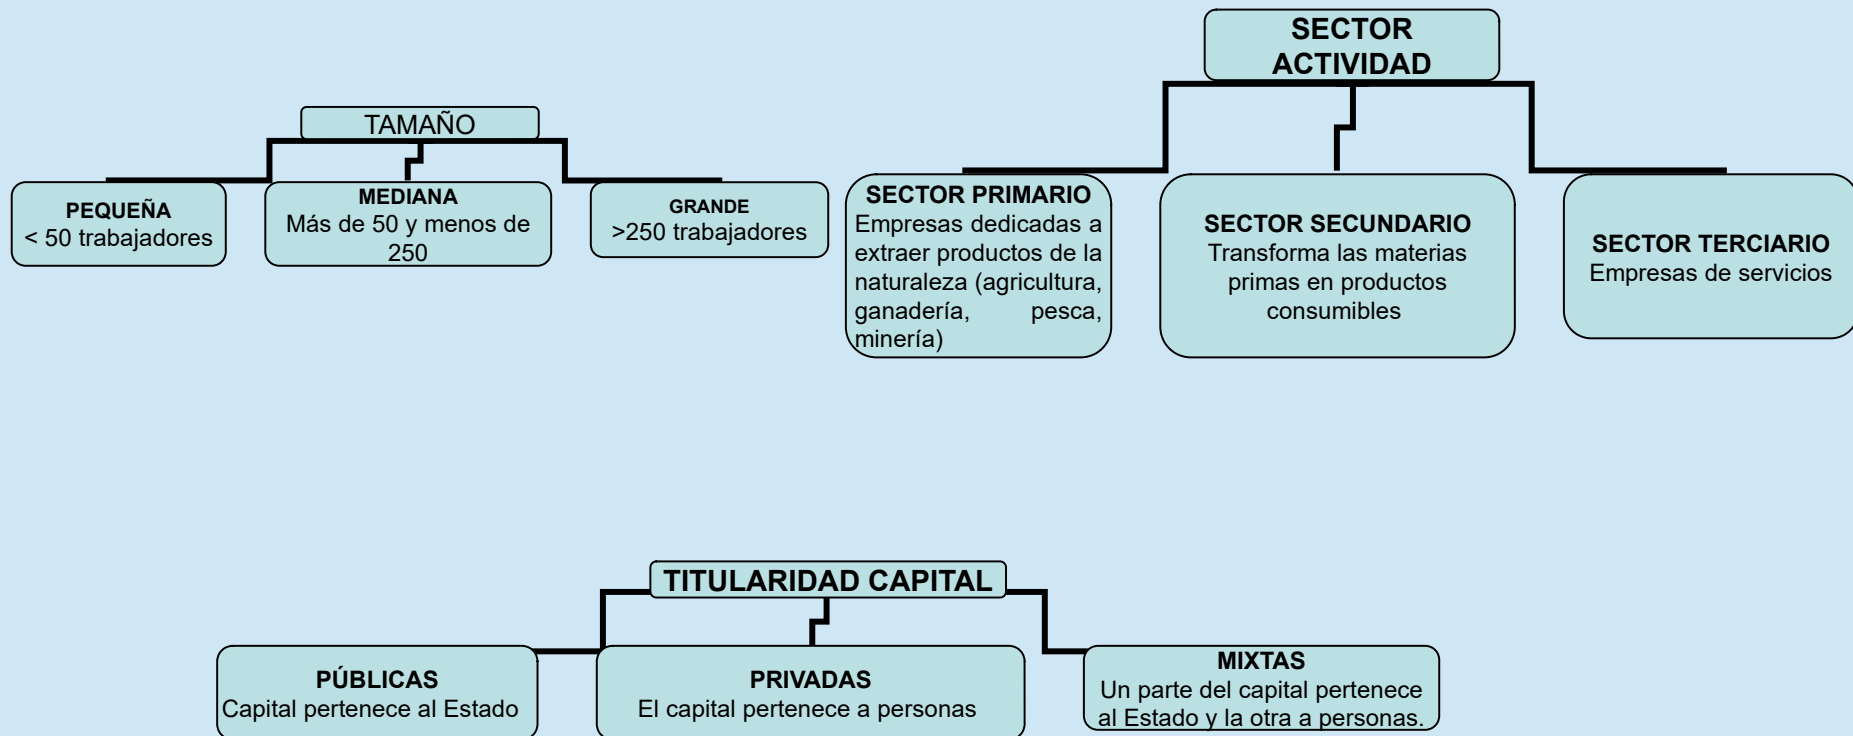 SECTOR
ACTIVIDAD
TAMAÑO
PEQUEÑA
< 50 trabajadores
MEDIANA
Más de 50 y menos de
250
GRANDE
>250 trabajadores
SECTOR PRIMARIO
Empresas dedicadas a
extraer productos de la
naturaleza (agricultura,
ganadería, pesca,
minería)
SECTOR SECUNDARIO
Transforma las materias
primas en productos
consumibles
SECTOR TERCIARIO
Empresas de servicios
TITULARIDAD CAPITAL
PÚBLICAS
Capital pertenece al Estado
PRIVADAS
El capital pertenece a personas
MIXTAS
Un parte del capital pertenece
al Estado y la otra a personas.